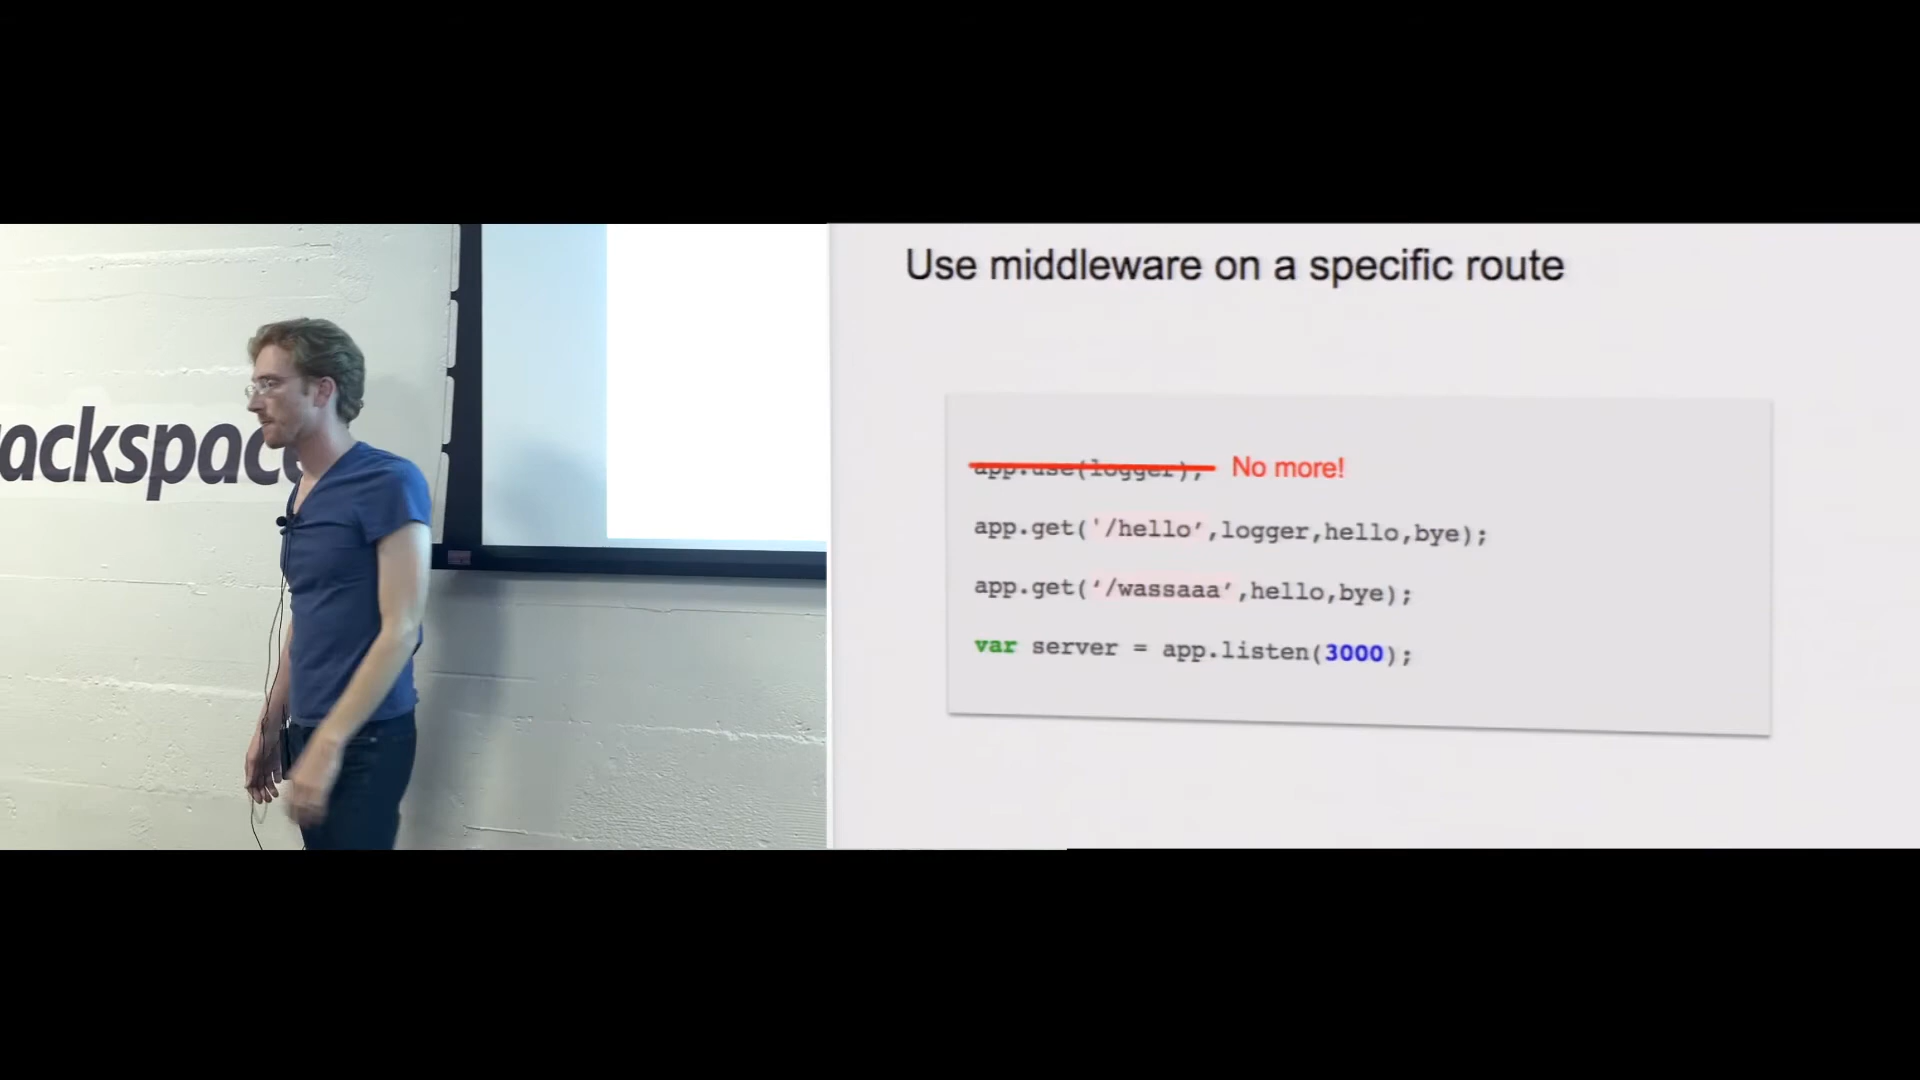 ackspace
Use middleware on a specific route
app.use(logger); No more!
app.get('/hello’,logger,hello,bye);
app.get(‘/wassaaa’,hello,bye);
var server = app.listen(3000);